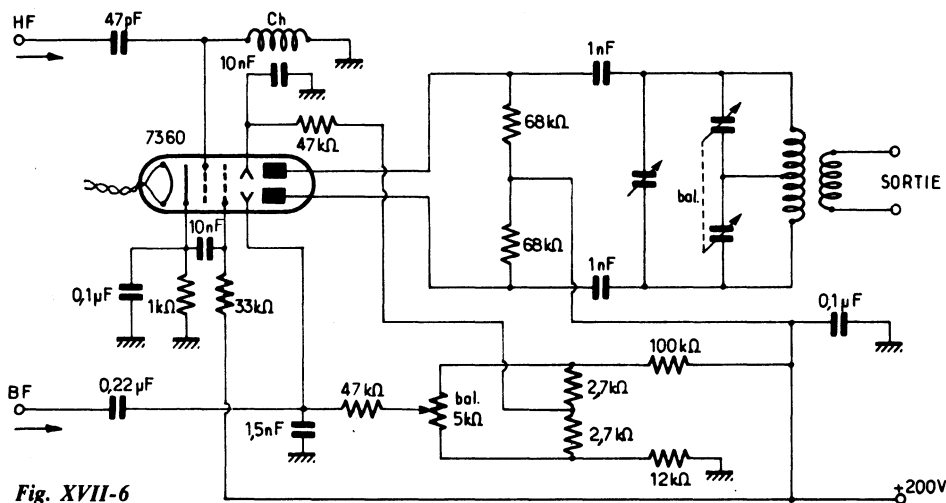 HF
47pF
Ch
10nF
1nF
7360
47kΩ
68kΩ
bal.
SORTIE
10nF
68kΩ
1nF
0,1µF
1kΩ
33kΩ
0,1µF
100kΩ
BF
0,22µF
47kΩ
bal.
5kΩ
2,7kΩ
1,5nF
2,7kΩ
12kΩ
+200V
Fig. XVII-6